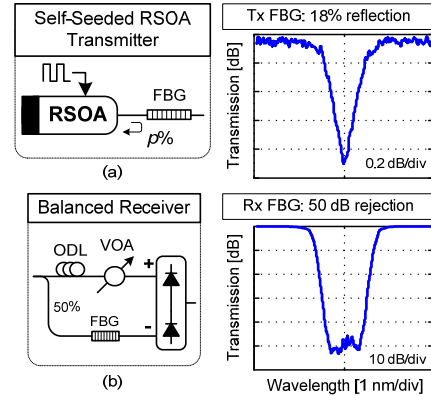 Self-Seeded RSOA
Transmitter
RSOA
FBG
p%
(a)
Tx FBG: 18% reflection
Transmission [dB]
0.2 dB/div
Balanced Receiver
ODL
VOA
+
50%
FBG
-
(b)
Rx FBG: 50 dB rejection
Transmission [dB]
10 dB/div
Wavelength [1 nm/div]